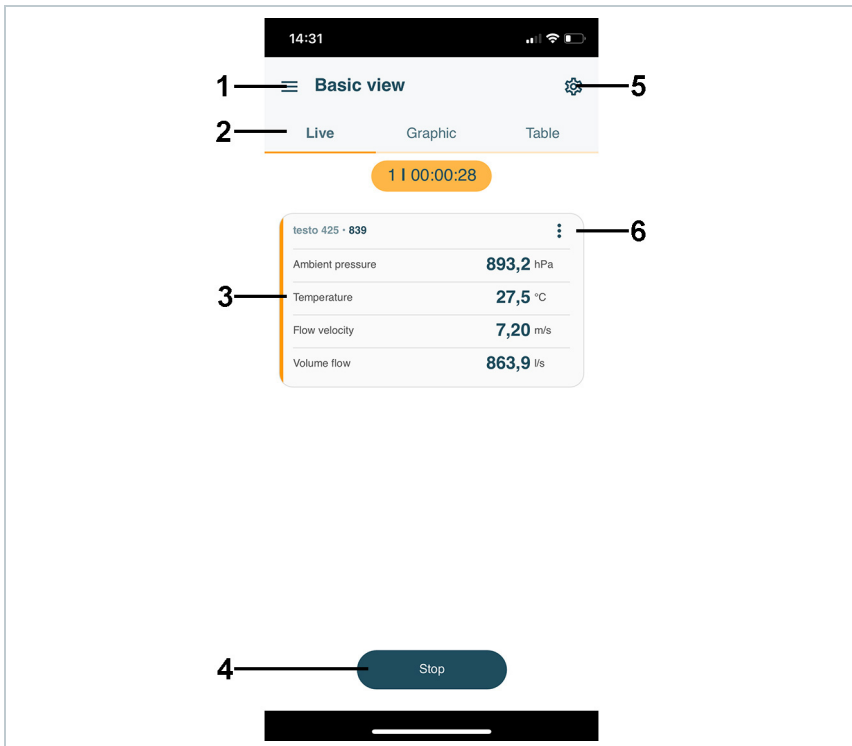 14:31
1 Basic view 5
2 Live Graphic Table
1 I 00:00:28
testo 425 • 839 6
Ambient pressure 893,2 hPa
3 Temperature 27,5 °C
Flow velocity 7,20 m/s
Volume flow 863,9 l/s
4 Stop